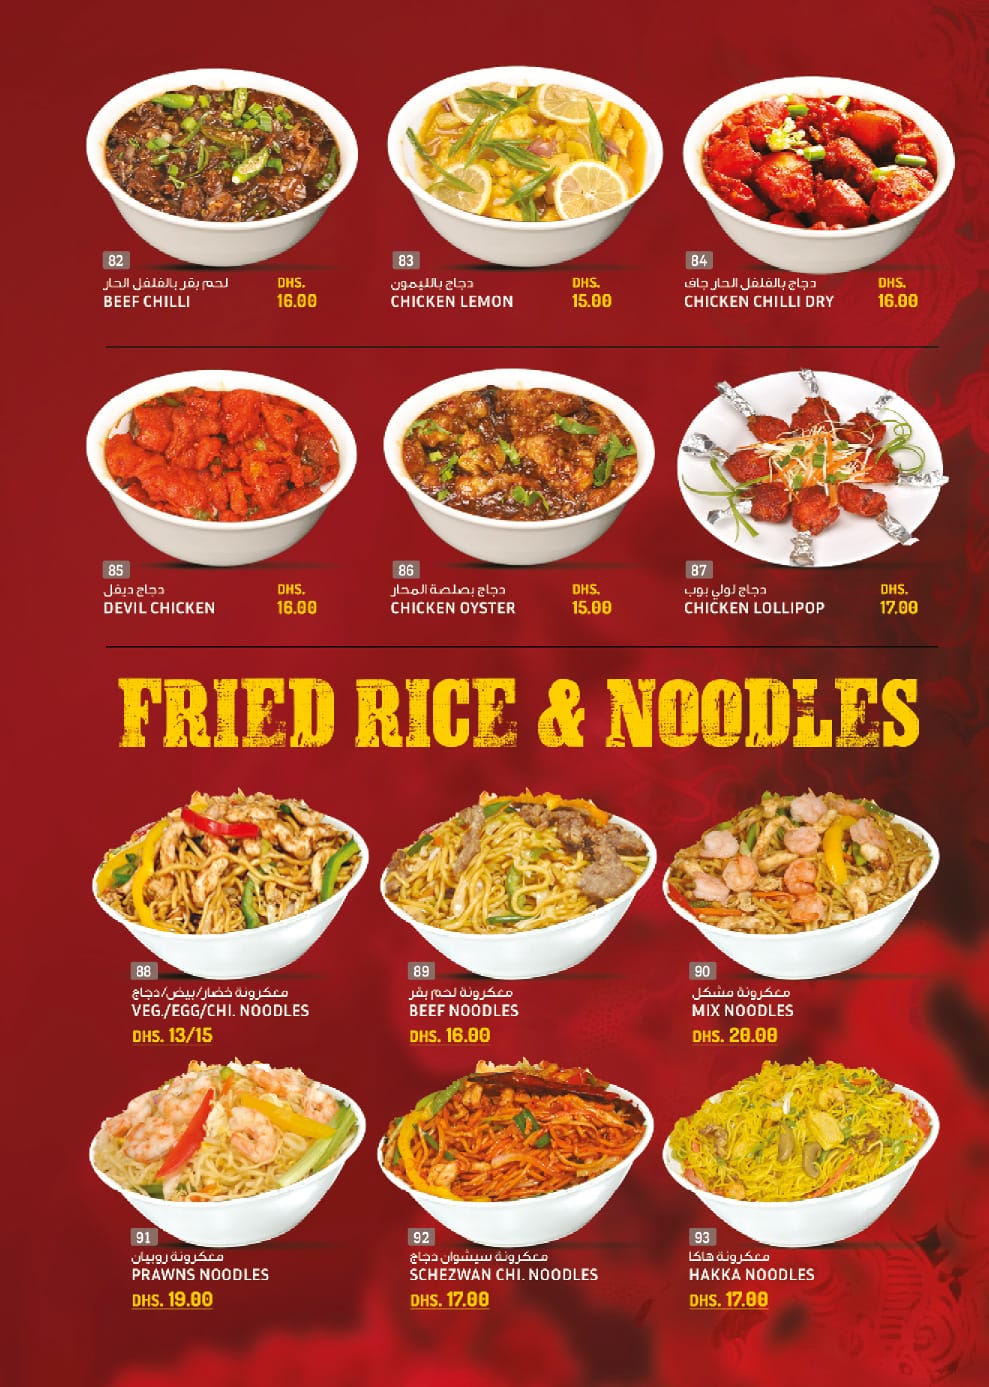 82
لحم بقر بالفلفل الحار DHS.
BEEF CHILLI 16.00
83
دجاج بالليمون DHS.
CHICKEN LEMON 15.00
84
دجاج بالفلفل الحار جاف DHS.
CHICKEN CHILLI DRY 16.00
85
دجاج ديفل DHS.
DEVIL CHICKEN 16.00
86
دجاج بصلصة المحار DHS.
CHICKEN OYSTER 15.00
87
دجاج لولي بوب DHS.
CHICKEN LOLLIPOP 17.00
FRIED RICE & NOODLES
88
معكرونة خضار/بيض/دجاج
VEG./EGG/CHI. NOODLES
DHS. 13/15
89
معكرونة لحم بقر
BEEF NOODLES
DHS. 16.00
90
معكرونة مشكل
MIX NOODLES
DHS. 20.00
91
معكرونة روبيان
PRAWNS NOODLES
DHS. 19.00
92
معكرونة سيشوان دجاج
SCHEZWAN CHI. NOODLES
DHS. 17.00
93
معكرونة هاكا
HAKKA NOODLES
DHS. 17.00